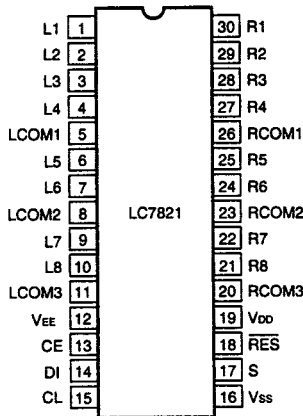 L1 1 30 R1
L2 2 29 R2
L3 3 28 R3
L4 4 27 R4
LCOM1 5 26 RCOM1
L5 6 25 R5
L6 7 24 R6
LCOM2 8 LC7821 23 RCOM2
L7 9 22 R7
L8 10 21 R8
LCOM3 11 20 RCOM3
VEE 12 19 VDD
CE 13 18 R̅E̅S̅
DI 14 17 S
CL 15 16 VSS